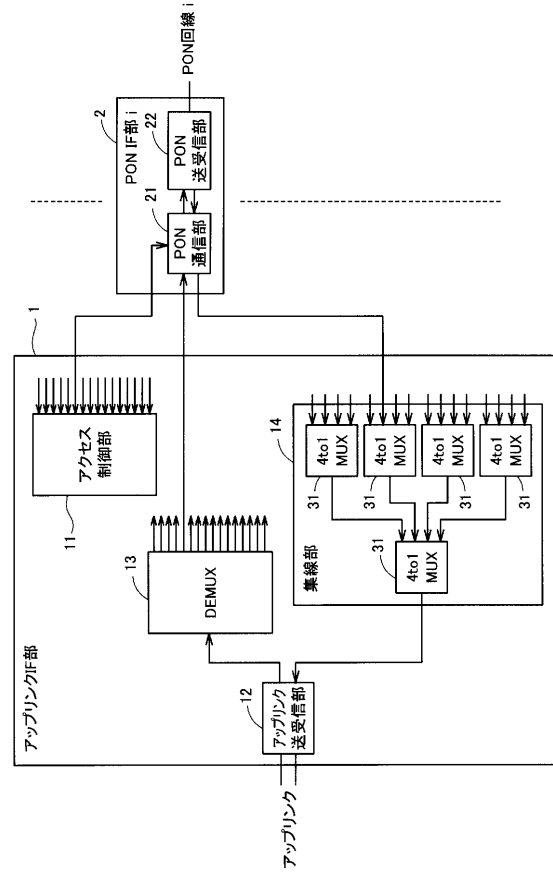 アップリンクIF部
1
アクセス
制御部
11
DEMUX
13
アップリンク
送受信部
12
アップリンク
集線部
14
4to1
MUX
31
4to1
MUX
31
4to1
MUX
31
4to1
MUX
31
4to1
MUX
31
PON IF部 i
2
PON
通信部
21
PON
送受信部
22
PON回線 i